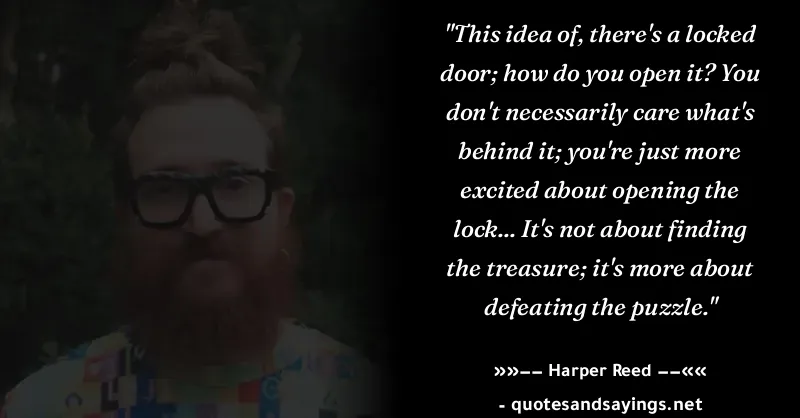 "This idea of, there's a locked
door; how do you open it? You
don't necessarily care what's
behind it; you're just more
excited about opening the
lock... It's not about finding
the treasure; it's more about
defeating the puzzle."
»»−− Harper Reed −−««
- quotesandsayings.net